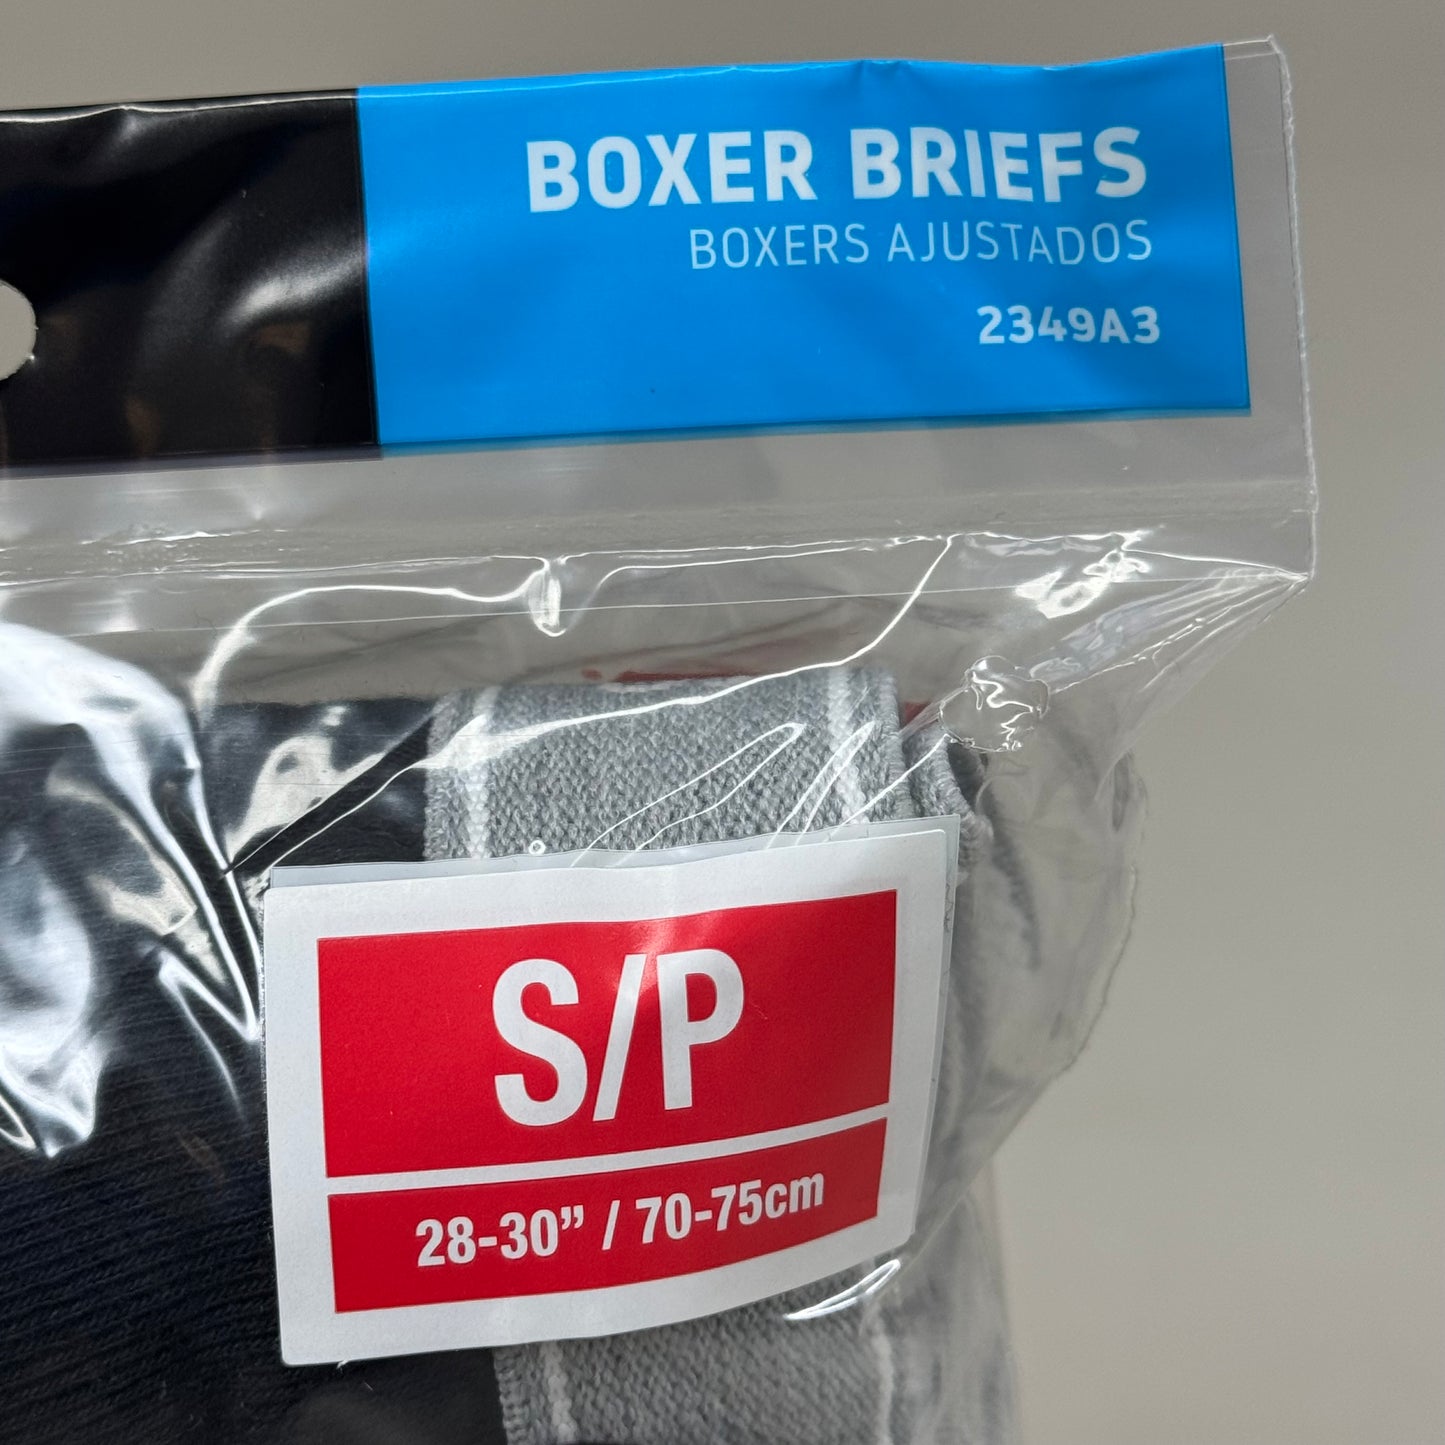 BOXER BRIEFS
BOXERS AJUSTADOS
2349A3
S/P
28-30” / 70-75cm